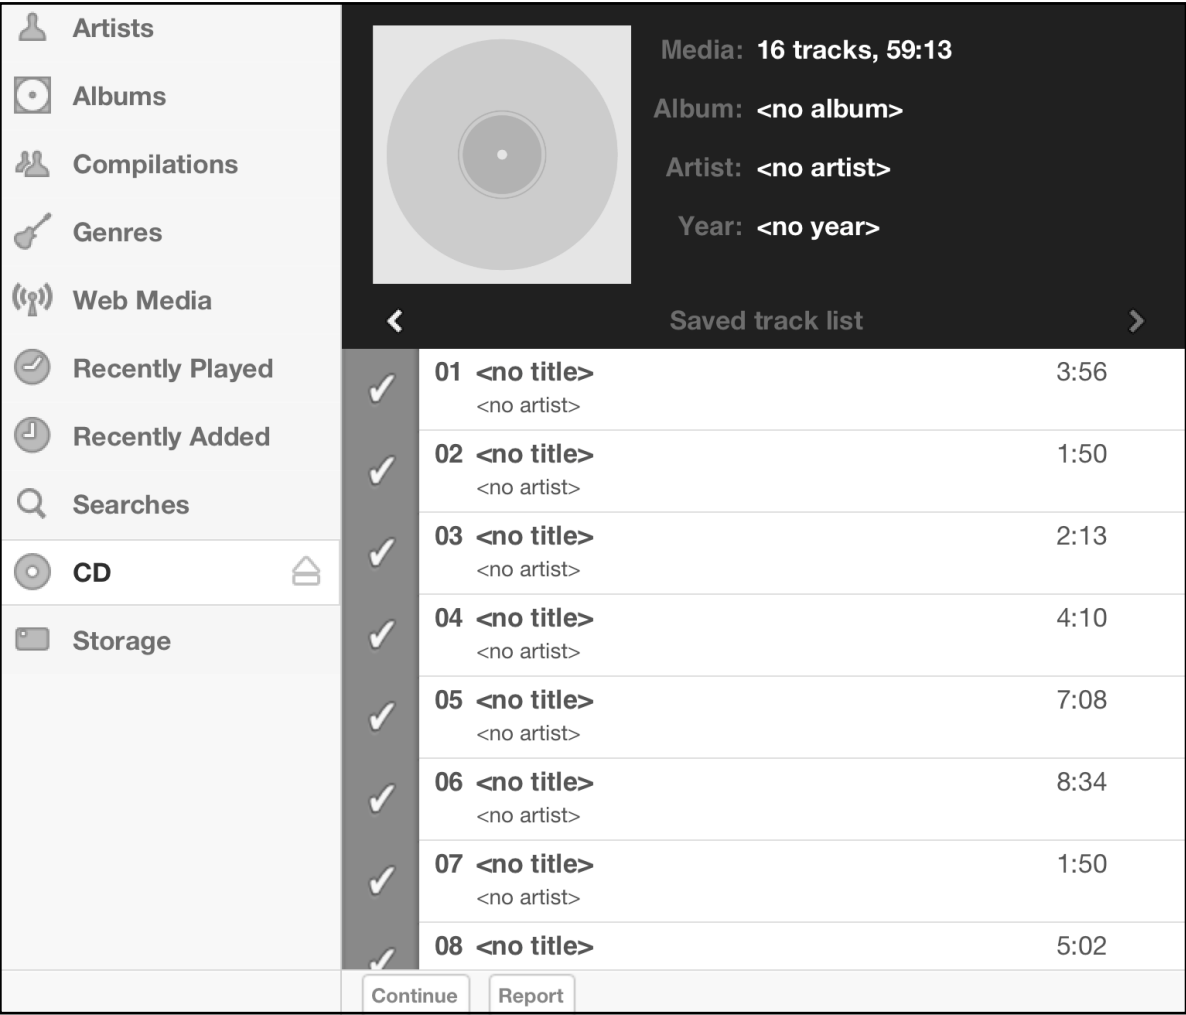 Artists
Albums
Compilations
Genres
Web Media
Recently Played
Recently Added
Searches
CD
Storage
Media: 16 tracks, 59:13
Album: <no album>
Artist: <no artist>
Year: <no year>
Saved track list
01 <no title> 3:56
<no artist>
02 <no title> 1:50
<no artist>
03 <no title> 2:13
<no artist>
04 <no title> 4:10
<no artist>
05 <no title> 7:08
<no artist>
06 <no title> 8:34
<no artist>
07 <no title> 1:50
<no artist>
08 <no title> 5:02
Continue Report